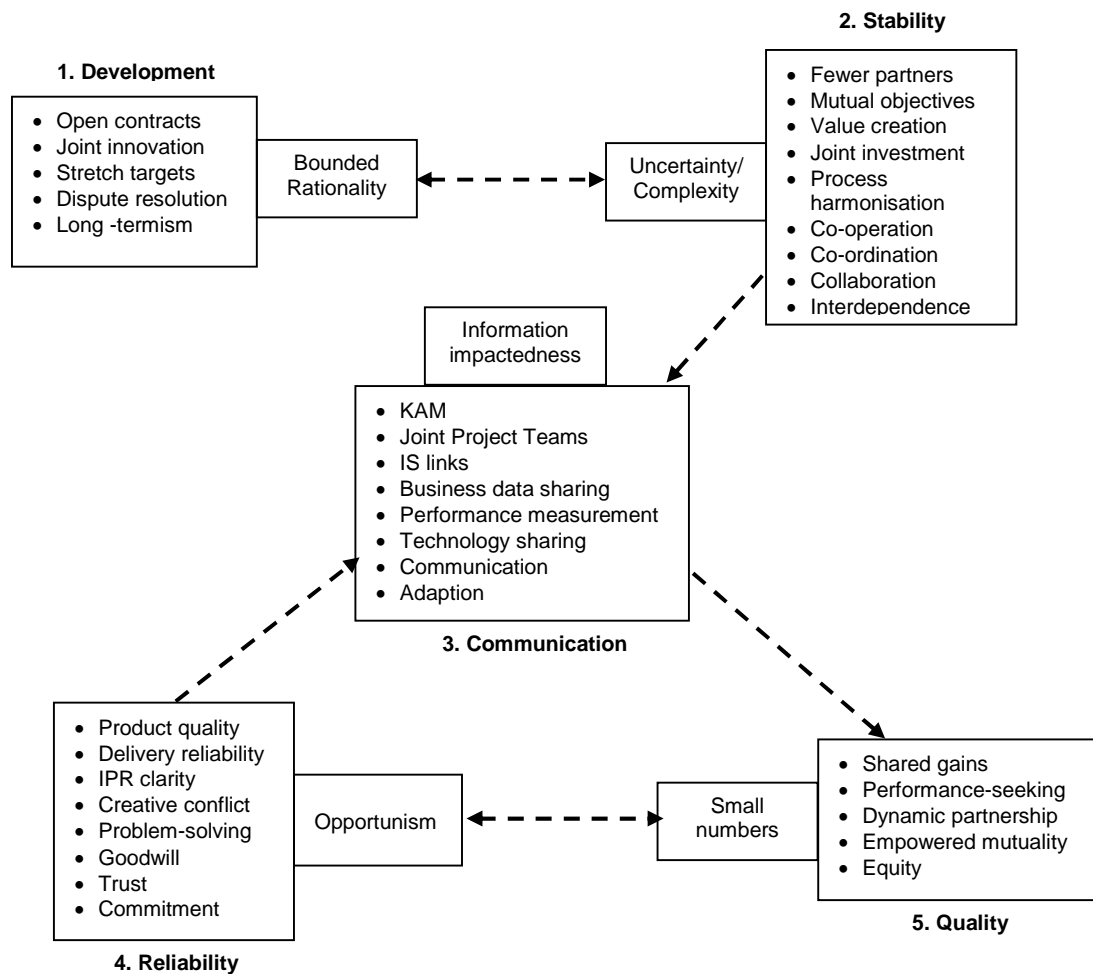 2. Stability
1. Development
• Open contracts
• Joint innovation
• Stretch targets
• Dispute resolution
• Long -termism
Bounded
Rationality
Uncertainty/
Complexity
• Fewer partners
• Mutual objectives
• Value creation
• Joint investment
• Process
harmonisation
• Co-operation
• Co-ordination
• Collaboration
• Interdependence
Information
impactedness
• KAM
• Joint Project Teams
• IS links
• Business data sharing
• Performance measurement
• Technology sharing
• Communication
• Adaption
3. Communication
• Product quality
• Delivery reliability
• IPR clarity
• Creative conflict
• Problem-solving
• Goodwill
• Trust
• Commitment
Opportunism
Small
numbers
• Shared gains
• Performance-seeking
• Dynamic partnership
• Empowered mutuality
• Equity
5. Quality
4. Reliability